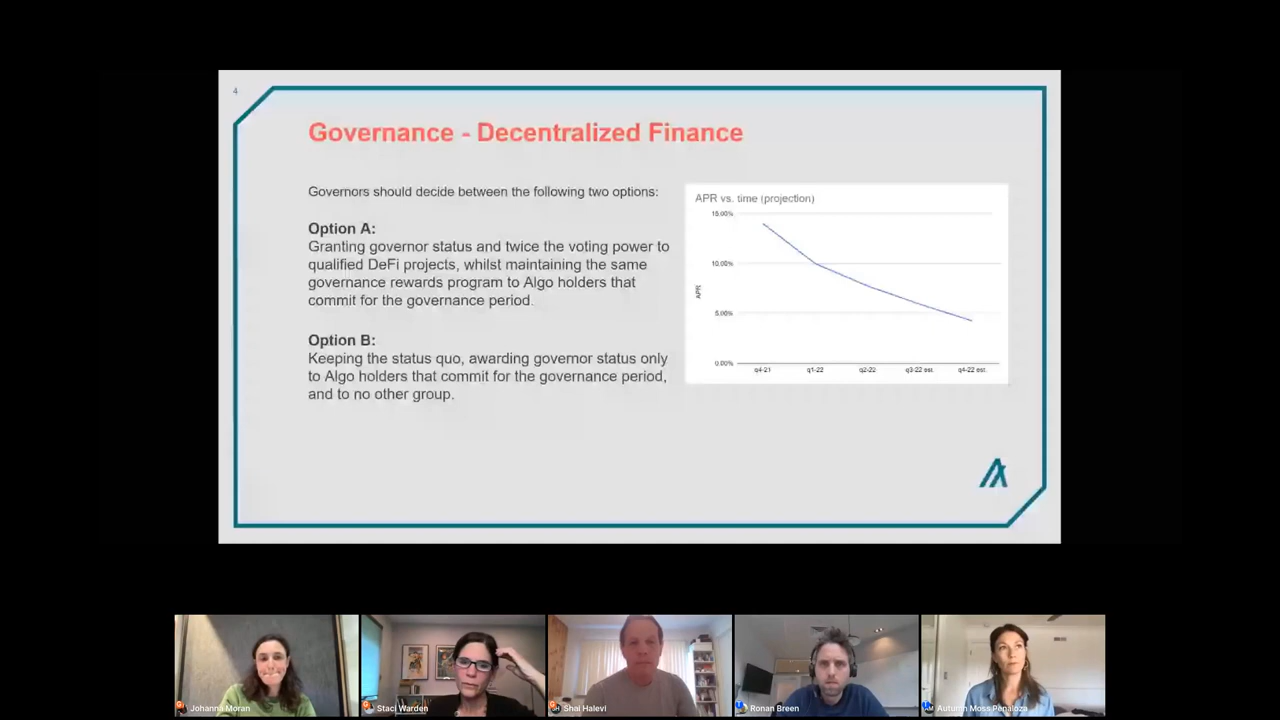 4
Governance - Decentralized Finance
Governors should decide between the following two options:
Option A:
Granting governor status and twice the voting power to
qualified DeFi projects, whilst maintaining the same
governance rewards program to Algo holders that
commit for the governance period.
Option B:
Keeping the status quo, awarding governor status only
to Algo holders that commit for the governance period,
and to no other group.
APR vs. time (projection)
15.00%
10.00%
5.00%
0.00%
APR
q4-21
q1-22
q2-22
q3-22 est.
q4-22 est.
Johanna Moran
Staci Warden
Shai Halevi
Ronan Breen
Autumn Moss Penaloza